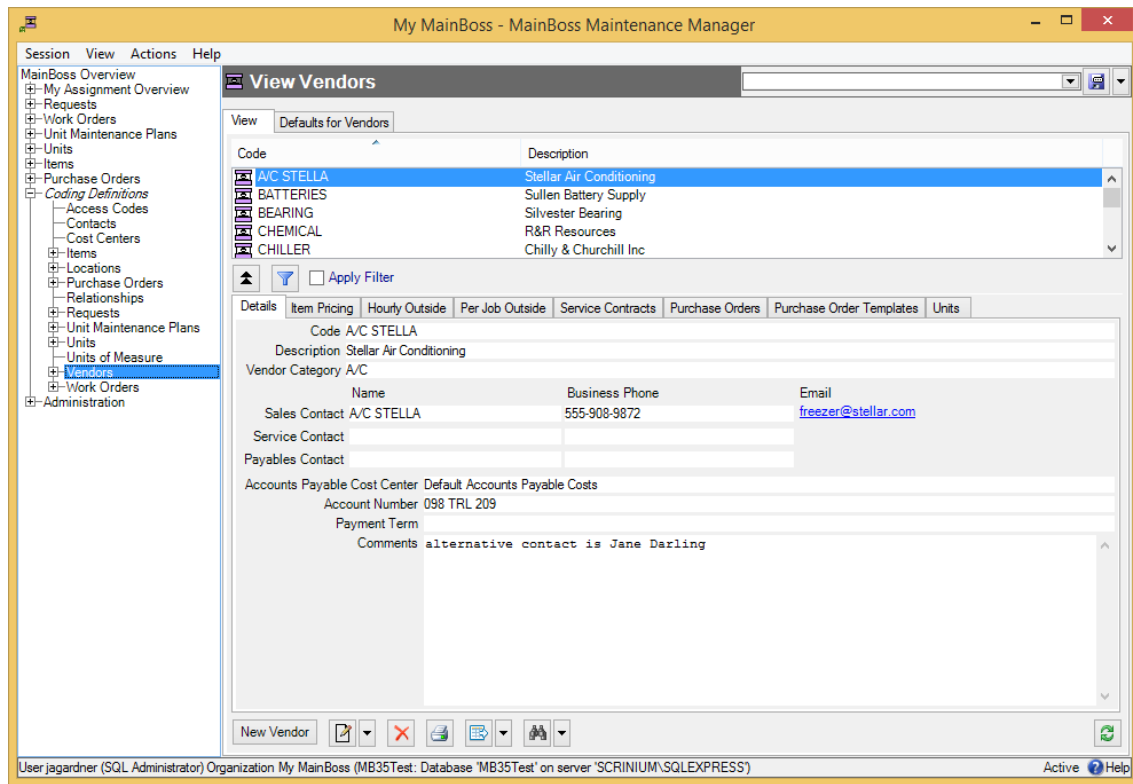 My MainBoss - MainBoss Maintenance Manager
Session View Actions Help
MainBoss Overview
My Assignment Overview
Requests
Work Orders
Unit Maintenance Plans
Units
Items
Purchase Orders
Coding Definitions
Access Codes
Contacts
Cost Centers
Items
Locations
Purchase Orders
Relationships
Requests
Unit Maintenance Plans
Units
Units of Measure
Vendors
Work Orders
Administration
View Vendors
View Defaults for Vendors
Code Description
A/C STELLA Stellar Air Conditioning
BATTERIES Sullen Battery Supply
BEARING Silvester Bearing
CHEMICAL R&R Resources
CHILLER Chilly & Churchill Inc
Apply Filter
Details Item Pricing Hourly Outside Per Job Outside Service Contracts Purchase Orders Purchase Order Templates Units
Code A/C STELLA
Description Stellar Air Conditioning
Vendor Category A/C
Name Business Phone Email
Sales Contact A/C STELLA 555-908-9872 freezer@stellar.com
Service Contact
Payables Contact
Accounts Payable Cost Center Default Accounts Payable Costs
Account Number 098 TRL 209
Payment Term
Comments alternative contact is Jane Darling
New Vendor
User jagardner (SQL Administrator) Organization My MainBoss (MB35Test: Database 'MB35Test' on server 'SCRINIUM\SQLEXPRESS') Active Help